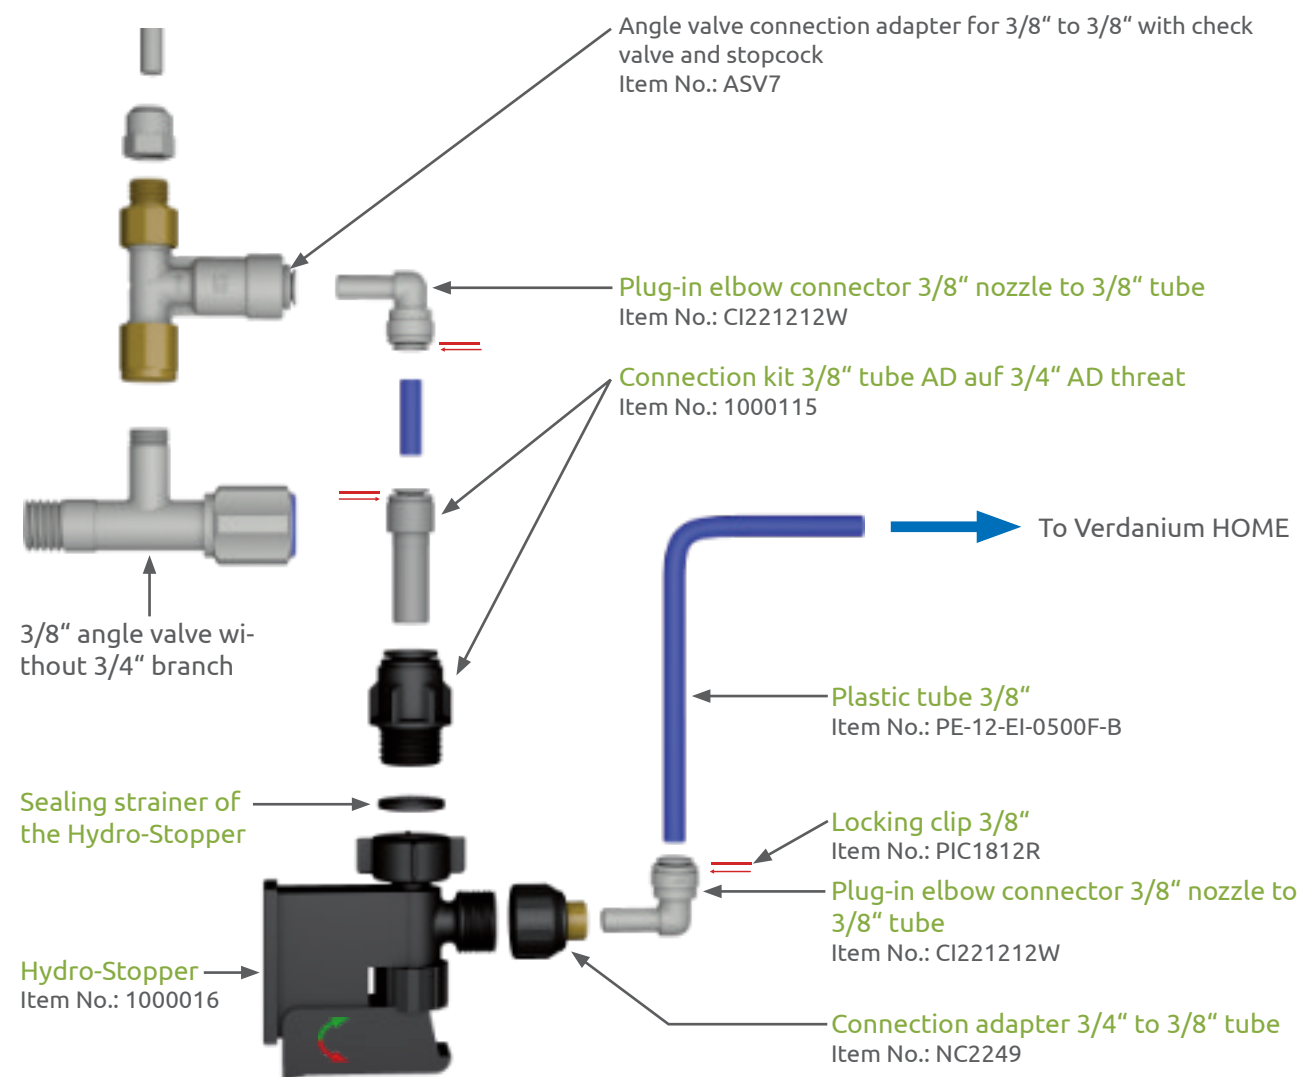 Angle valve connection adapter for 3/8“ to 3/8“ with check
valve and stopcock
Item No.: ASV7
Plug-in elbow connector 3/8“ nozzle to 3/8“ tube
Item No.: CI221212W
Connection kit 3/8“ tube AD auf 3/4“ AD threat
Item No.: 1000115
To Verdanium HOME
3/8“ angle valve wi-
thout 3/4“ branch
Plastic tube 3/8“
Item No.: PE-12-EI-0500F-B
Sealing strainer of
the Hydro-Stopper
Locking clip 3/8“
Item No.: PIC1812R
Plug-in elbow connector 3/8“ nozzle to
3/8“ tube
Item No.: CI221212W
Hydro-Stopper
Item No.: 1000016
Connection adapter 3/4“ to 3/8“ tube
Item No.: NC2249